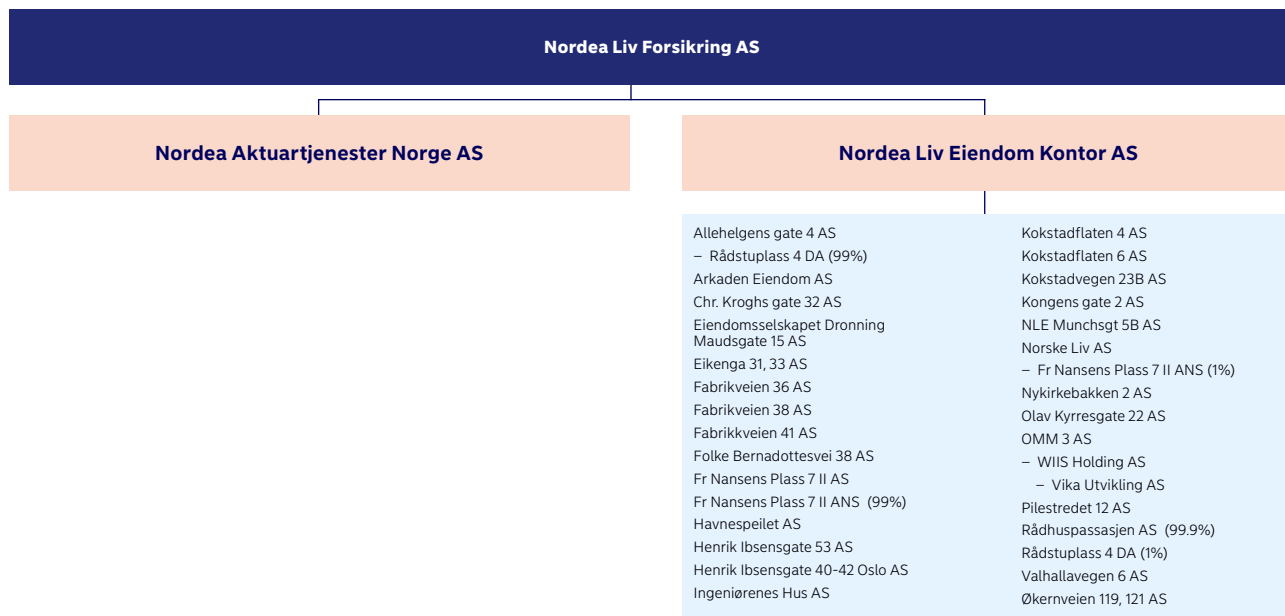 Nordea Liv Forsikring AS
Nordea Aktuartjenester Norge AS
Nordea Liv Eiendom Kontor AS
Allehelgens gate 4 AS
– Rådstuplass 4 DA (99%)
Arkaden Eiendom AS
Chr. Kroghs gate 32 AS
Eiendomsselskapet Dronning
Maudsgate 15 AS
Eikenga 31, 33 AS
Fabrikveien 36 AS
Fabrikveien 38 AS
Fabrikkveien 41 AS
Folke Bernadottesvei 38 AS
Fr Nansens Plass 7 II AS
Fr Nansens Plass 7 II ANS (99%)
Havnespeilet AS
Henrik Ibsensgate 53 AS
Henrik Ibsensgate 40-42 Oslo AS
Ingeniørenes Hus AS
Kokstadflaten 4 AS
Kokstadflaten 6 AS
Kokstadvegen 23B AS
Kongens gate 2 AS
NLE Munchsgt 5B AS
Norske Liv AS
– Fr Nansens Plass 7 II ANS (1%)
Nykirkebakken 2 AS
Olav Kyrresgate 22 AS
OMM 3 AS
– WIIS Holding AS
– Vika Utvikling AS
Pilestredet 12 AS
Rådhuspassasjen AS (99.9%)
Rådstuplass 4 DA (1%)
Valhallavegen 6 AS
Økernveien 119, 121 AS